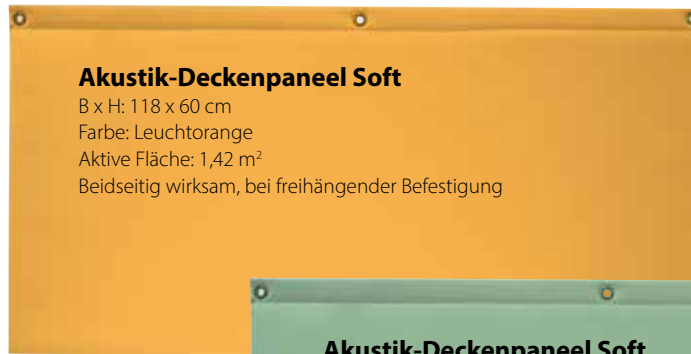 Akustik-Deckenpaneel Soft
B x H: 118 x 60 cm
Farbe: Leuchtorange
Aktive Fläche: 1,42 m²
Beidseitig wirksam, bei freihängender Befestigung
Akustik-Deckenpaneel Soft